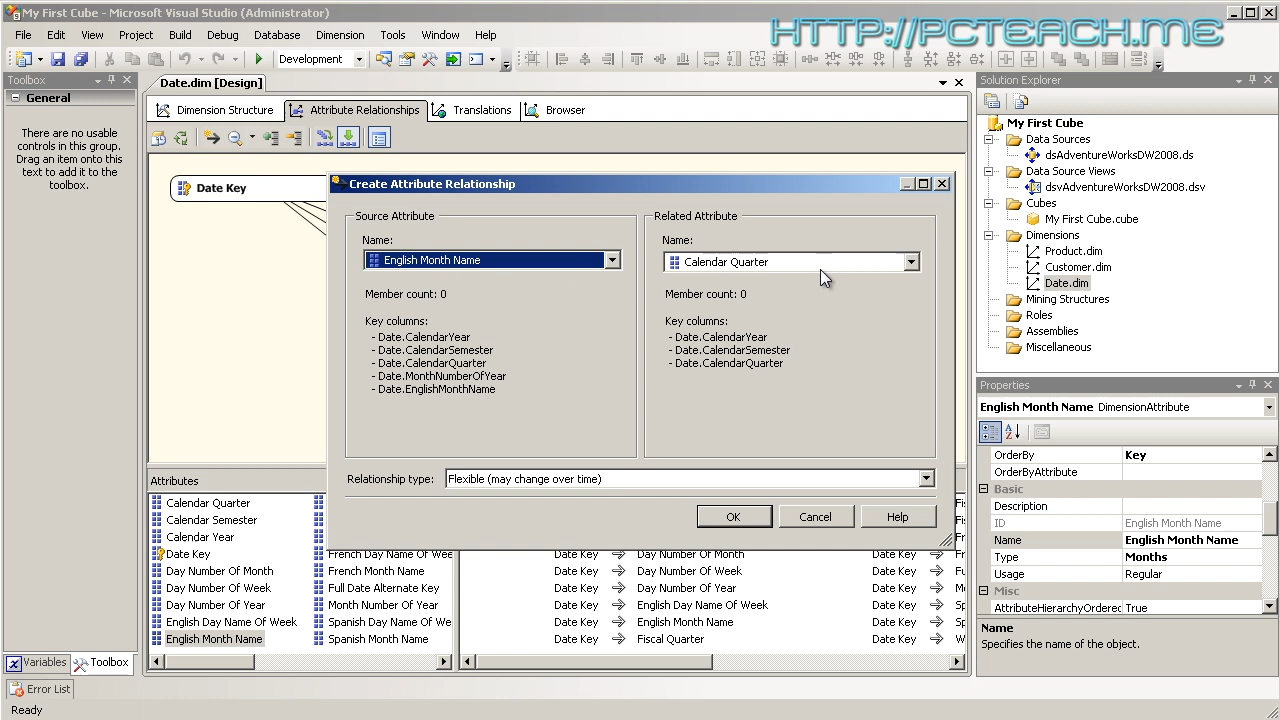 My First Cube - Microsoft Visual Studio (Administrator)
HTTP://PCTEACH.ME
File Edit View Project Debug Dimension Tools Window Help
Development
Toolbox
General
There are no usable
controls in this group.
Drag an item onto this
text to add it to the
toolbox.
Variables Toolbox
Error List
Ready
Date.dim [Design]
Dimension Structure Attribute Relationships Translations Browser
Date Key
Create Attribute Relationship
Source Attribute
Name:
English Month Name
Member count: 0
Key columns:
- Date.CalendarYear
- Date.CalendarSemester
- Date.CalendarQuarter
- Date.MonthNumberOfYear
- Date.EnglishMonthName
Related Attribute
Name:
Calendar Quarter
Member count: 0
Key columns:
- Date.CalendarYear
- Date.CalendarSemester
- Date.CalendarQuarter
Relationship type: Flexible (may change over time)
OK Cancel Help
Attributes
Calendar Quarter
Calendar Semester
Calendar Year
Date Key
Day Number Of Month
Day Number Of Week
Day Number Of Year
English Day Name Of Week
English Month Name
French Day Name Of Wee
French Month Name
Full Date Alternate Key
Month Number Of Year
Spanish Day Name Of We
Spanish Month Name
Date Key Day Number Of Month Date Key
Date Key Day Number Of Week Date Key
Date Key Day Number Of Year Date Key
Date Key English Day Name Of Week Date Key
Date Key English Month Name Date Key
Date Key Fiscal Quarter Date Key
Solution Explorer
My First Cube
Data Sources
dsAdventureWorksDW2008.ds
Data Source Views
dsvAdventureWorksDW2008.dsv
Cubes
My First Cube.cube
Dimensions
Product.dim
Customer.dim
Date.dim
Mining Structures
Roles
Assemblies
Miscellaneous
Properties
English Month Name DimensionAttribute
OrderBy Key
OrderByAttribute
Basic
Description
ID English Month Name
Name English Month Name
Type Months
Usage Regular
Misc
AttributeHierarchyOrdered True
Name
Specifies the name of the object.